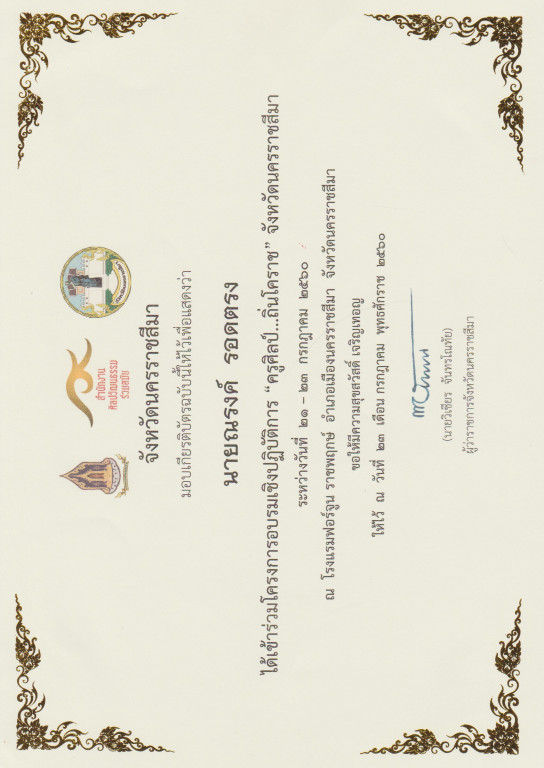 สำนักงาน
ศิลปวัฒนธรรม
ร่วมสมัย
จังหวัดนครราชสีมา
มอบเกียรติบัตรฉบับนี้ให้ไว้เพื่อแสดงว่า
นายณรงค์ รอดตรง
ได้เข้าร่วมโครงการอบรมเชิงปฏิบัติการ “ครูศิลป์...ถิ่นโคราช” จังหวัดนครราชสีมา
ระหว่างวันที่ ๒๑ – ๒๓ กรกฎาคม ๒๕๖๐
ณ โรงแรมฟอร์จูน ราชพฤกษ์ อำเภอเมืองนครราชสีมา จังหวัดนครราชสีมา
ขอให้มีความสุขสวัสดิ์ เจริญเทอญ
ให้ไว้ ณ วันที่ ๒๓ เดือน กรกฎาคม พุทธศักราช ๒๕๖๐
(นายวิเชียร จันทรโณทัย)
ผู้ว่าราชการจังหวัดนครราชสีมา